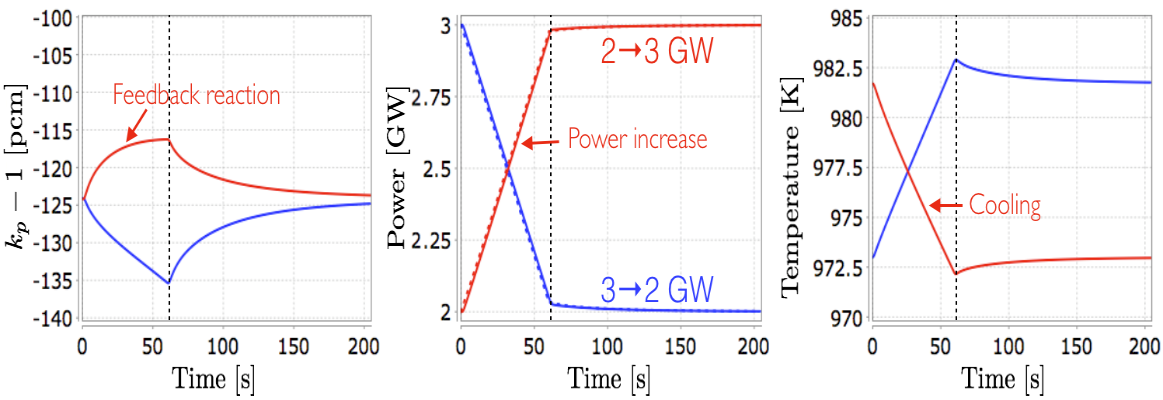 -100
-105
-110
-115
-120
-125
-130
-135
-140
kp − 1 [pcm]
Feedback reaction
0 50 100 150 200
Time [s]
3
2.75
2.5
2.25
2
Power [GW]
2→3 GW
Power increase
3→2 GW
0 50 100 150 200
Time [s]
985
982.5
980
977.5
975
972.5
970
Temperature [K]
Cooling
0 50 100 150 200
Time [s]